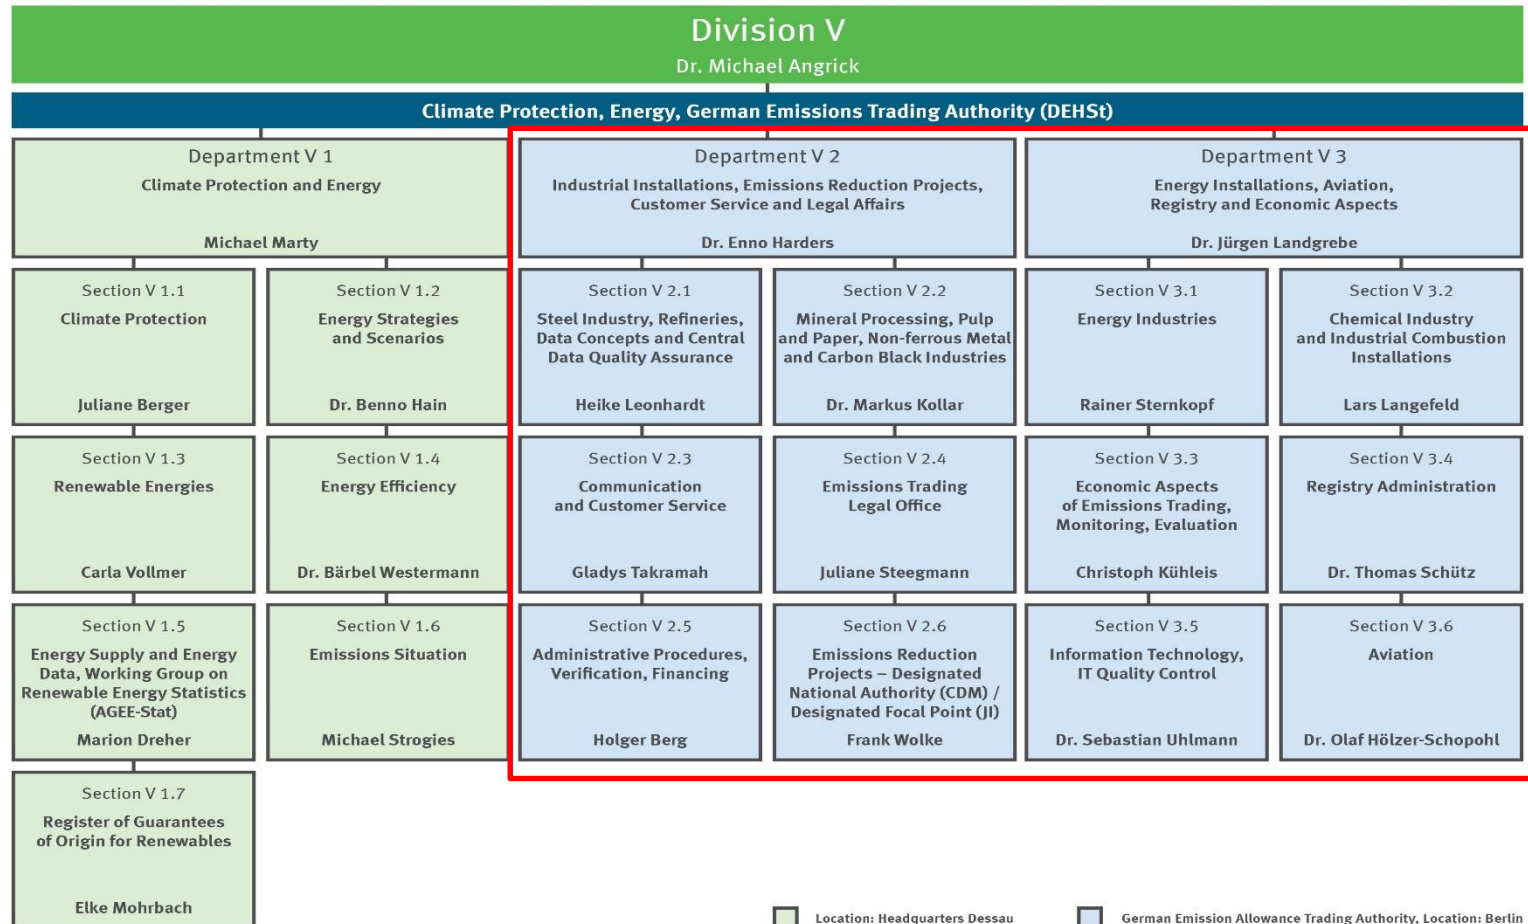 Division V
Dr. Michael Angrick
Climate Protection, Energy, German Emissions Trading Authority (DEHSt)
Department V 1
Climate Protection and Energy
Michael Marty
Department V 2
Industrial Installations, Emissions Reduction Projects,
Customer Service and Legal Affairs
Dr. Enno Harders
Department V 3
Energy Installations, Aviation,
Registry and Economic Aspects
Dr. Jürgen Landgrebe
Section V 1.1
Climate Protection
Juliane Berger
Section V 1.2
Energy Strategies
and Scenarios
Dr. Benno Hain
Section V 2.1
Steel Industry, Refineries,
Data Concepts and Central
Data Quality Assurance
Heike Leonhardt
Section V 2.2
Mineral Processing, Pulp
and Paper, Non-ferrous Metal
and Carbon Black Industries
Dr. Markus Kollar
Section V 3.1
Energy Industries
Rainer Sternkopf
Section V 3.2
Chemical Industry
and Industrial Combustion
Installations
Lars Langefeld
Section V 1.3
Renewable Energies
Carla Vollmer
Section V 1.4
Energy Efficiency
Dr. Bärbel Westermann
Section V 2.3
Communication
and Customer Service
Gladys Takramah
Section V 2.4
Emissions Trading
Legal Office
Juliane Steegmann
Section V 3.3
Economic Aspects
of Emissions Trading,
Monitoring, Evaluation
Christoph Kühleis
Section V 3.4
Registry Administration
Dr. Thomas Schütz
Section V 1.5
Energy Supply and Energy
Data, Working Group on
Renewable Energy Statistics
(AGEE-Stat)
Marion Dreher
Section V 1.6
Emissions Situation
Michael Strogies
Section V 2.5
Administrative Procedures,
Verification, Financing
Holger Berg
Section V 2.6
Emissions Reduction
Projects – Designated
National Authority (CDM) /
Designated Focal Point (JI)
Frank Wolke
Section V 3.5
Information Technology,
IT Quality Control
Dr. Sebastian Uhlmann
Section V 3.6
Aviation
Dr. Olaf Hölzer-Schopohl
Section V 1.7
Register of Guarantees
of Origin for Renewables
Elke Mohrbach
Location: Headquarters Dessau
German Emission Allowance Trading Authority, Location: Berlin